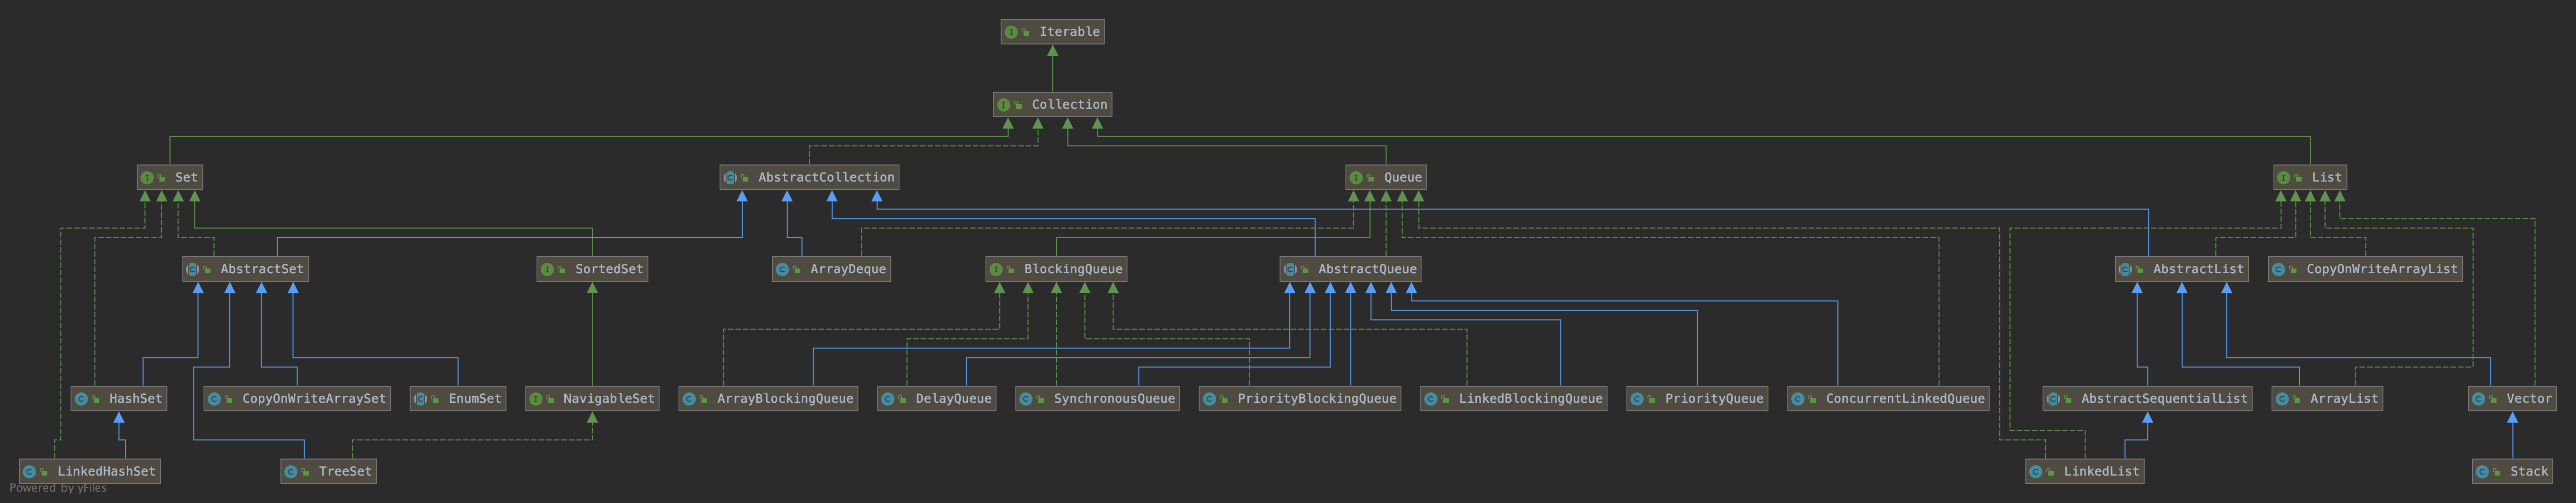 Iterable
Collection
Set
AbstractCollection
Queue
List
AbstractSet
SortedSet
ArrayDeque
BlockingQueue
AbstractQueue
AbstractList
CopyOnWriteArrayList
HashSet
CopyOnWriteArraySet
EnumSet
NavigableSet
ArrayBlockingQueue
DelayQueue
SynchronousQueue
PriorityBlockingQueue
LinkedBlockingQueue
PriorityQueue
ConcurrentLinkedQueue
AbstractSequentialList
ArrayList
Vector
LinkedHashSet
TreeSet
LinkedList
Stack
Powered by yFiles